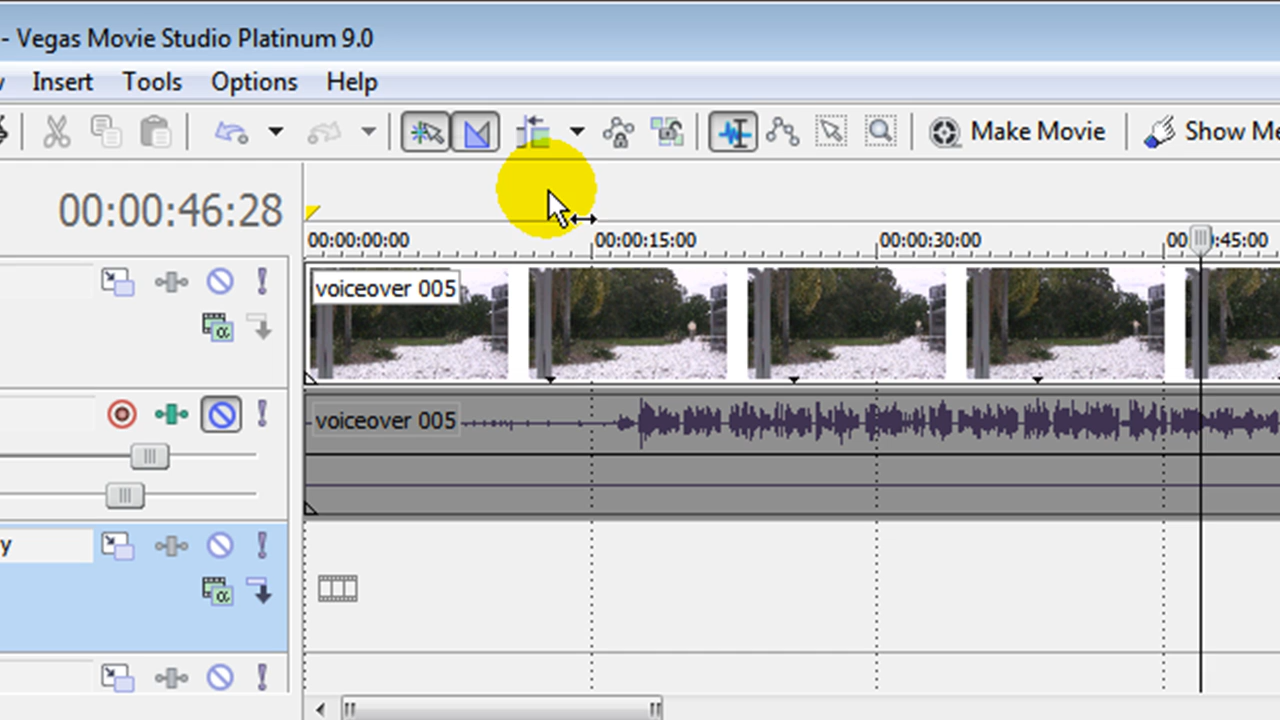 - Vegas Movie Studio Platinum 9.0
Insert Tools Options Help
Make Movie Show Me
00:00:46:28
00:00:00:00 00:00:15:00 00:00:30:00 00 :45:00
voiceover 005
voiceover 005
y